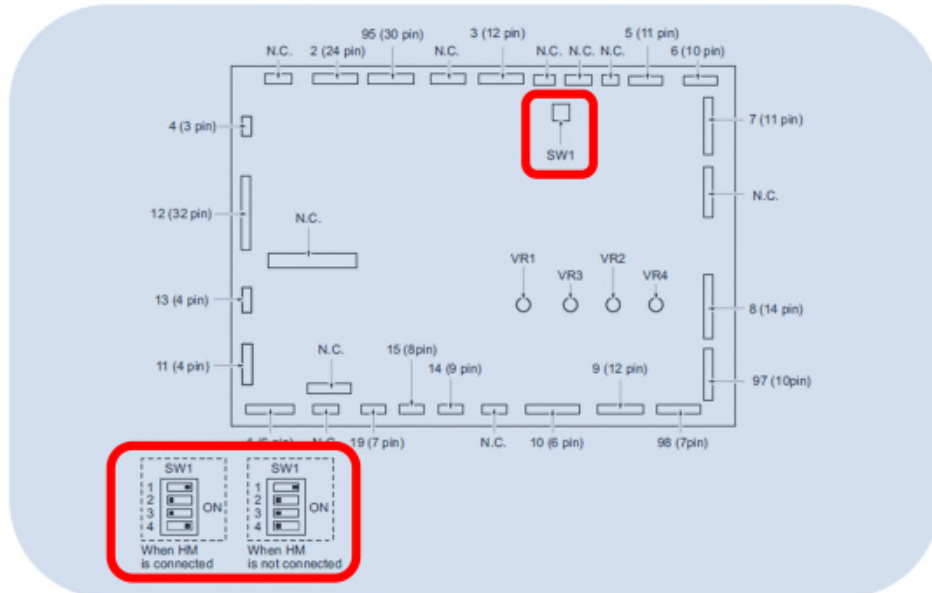 95 (30 pin)
3 (12 pin)
5 (11 pin)
N.C.
2 (24 pin)
N.C.
N.C.
N.C.
N.C.
6 (10 pin)
4 (3 pin)
SW1
7 (11 pin)
12 (32 pin)
N.C.
N.C.
VR1
VR2
VR3
VR4
13 (4 pin)
8 (14 pin)
11 (4 pin)
N.C.
15 (8pin)
14 (9 pin)
9 (12 pin)
97 (10pin)
N.C.
19 (7 pin)
N.C.
10 (6 pin)
98 (7pin)
SW1
1
2
3
4
ON
When HM
is connected
SW1
1
2
3
4
ON
When HM
is not connected